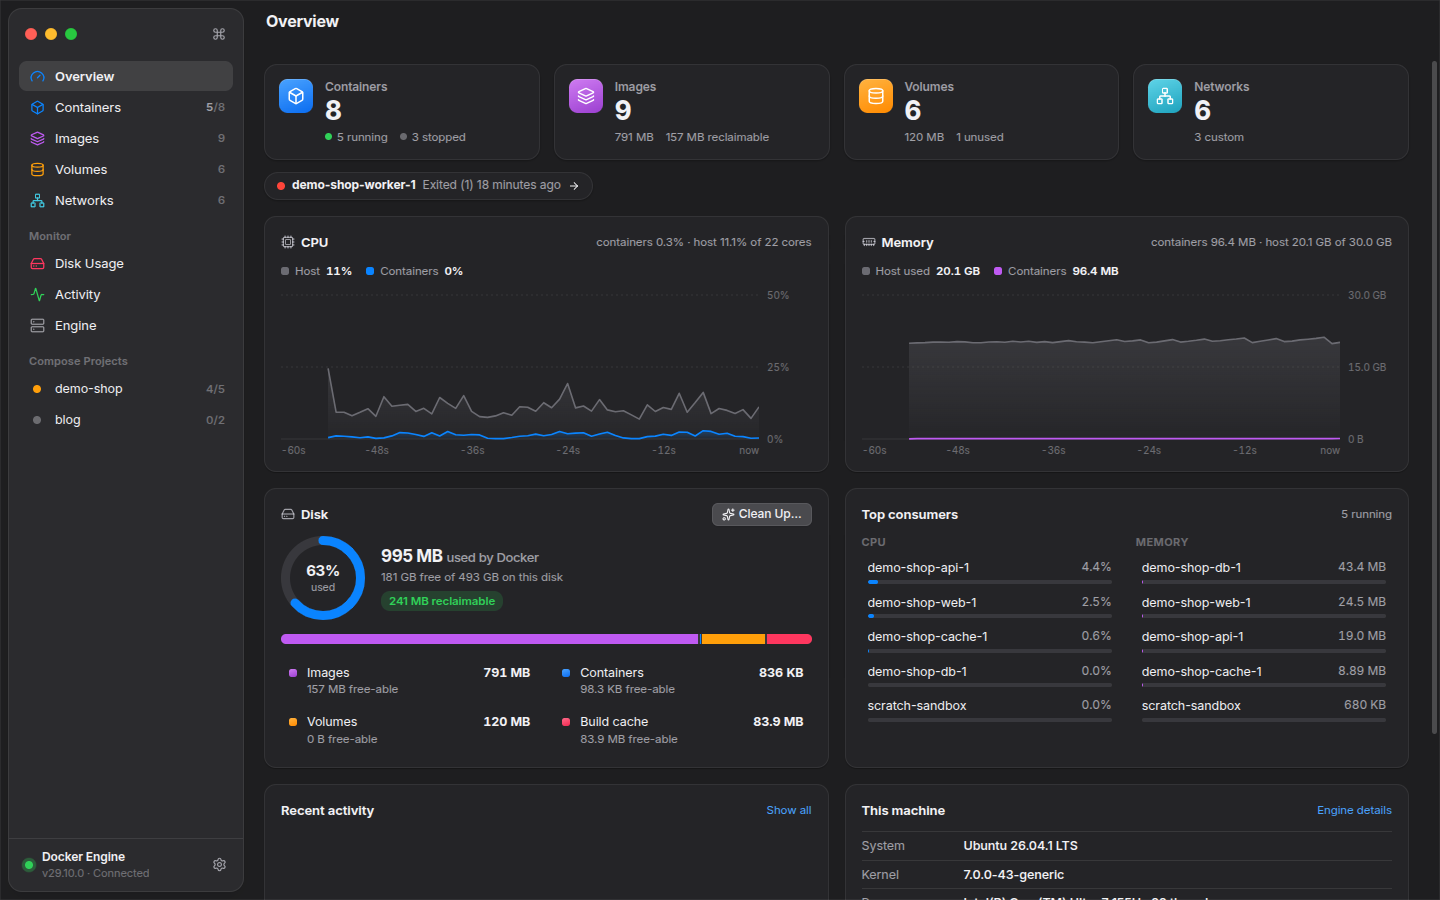 ⌘
Overview
Containers 5/8
Images 9
Volumes 6
Networks 6
Monitor
Disk Usage
Activity
Engine
Compose Projects
demo-shop 4/5
blog 0/2
Docker Engine
v29.10.0 · Connected
Overview
Containers
8
5 running 3 stopped
Images
9
791 MB 157 MB reclaimable
Volumes
6
120 MB 1 unused
Networks
6
3 custom
demo-shop-worker-1 Exited (1) 18 minutes ago →
CPU containers 0.3% · host 11.1% of 22 cores
Host 11% Containers 0%
50%
25%
0%
-60s -48s -36s -24s -12s now
Memory containers 96.4 MB · host 20.1 GB of 30.0 GB
Host used 20.1 GB Containers 96.4 MB
30.0 GB
15.0 GB
0 B
-60s -48s -36s -24s -12s now
Disk Clean Up...
63%
used
995 MB used by Docker
181 GB free of 493 GB on this disk
241 MB reclaimable
Images 791 MB
157 MB free-able
Containers 836 KB
98.3 KB free-able
Volumes 120 MB
0 B free-able
Build cache 83.9 MB
83.9 MB free-able
Top consumers 5 running
CPU
demo-shop-api-1 4.4%
demo-shop-web-1 2.5%
demo-shop-cache-1 0.6%
demo-shop-db-1 0.0%
scratch-sandbox 0.0%
MEMORY
demo-shop-db-1 43.4 MB
demo-shop-web-1 24.5 MB
demo-shop-api-1 19.0 MB
demo-shop-cache-1 8.89 MB
scratch-sandbox 680 KB
Recent activity Show all
This machine Engine details
System Ubuntu 26.04.1 LTS
Kernel 7.0.0-43-generic